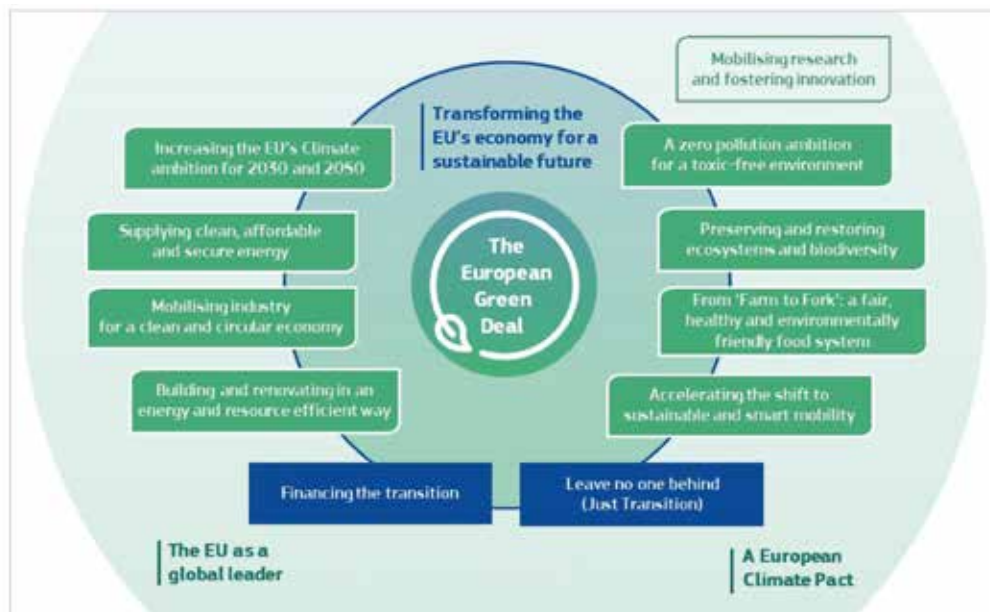 Mobilising research
and fostering innovation
Transforming the
EU's economy for a
sustainable future
Increasing the EU's Climate
ambition for 2030 and 2050
A zero pollution ambition
for a toxic-free environment
Supplying clean, affordable
and secure energy
Preserving and restoring
ecosystems and biodiversity
The
European
Green
Deal
Mobilising industry
for a clean and circular economy
From 'Farm to Fork': a fair,
healthy and environmentally
friendly food system
Building and renovating in an
energy and resource efficient way
Accelerating the shift to
sustainable and smart mobility
Financing the transition
Leave no one behind
(Just Transition)
The EU as a
global leader
A European
Climate Pact